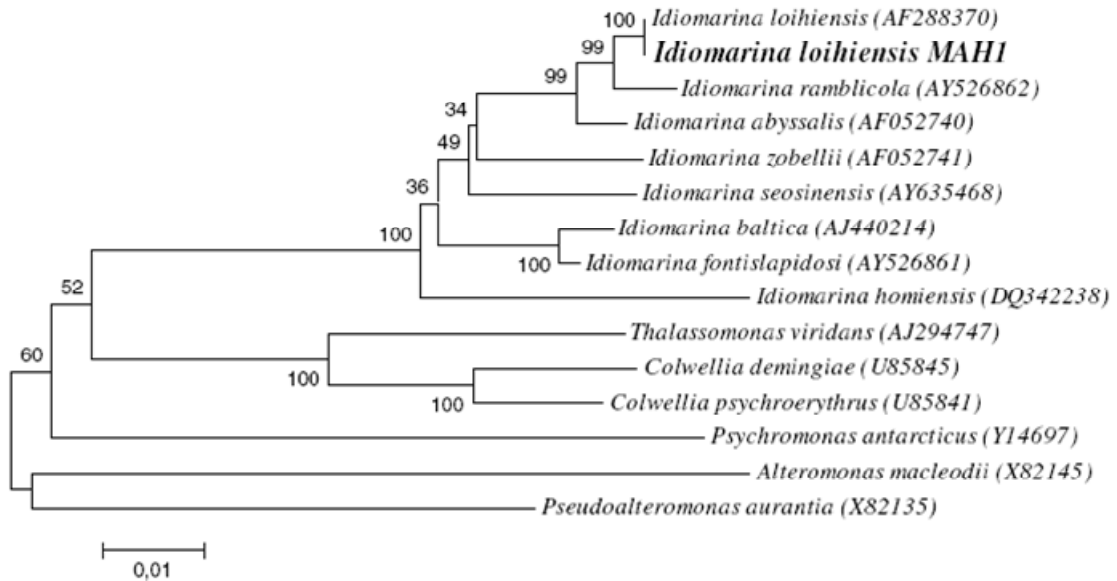 100 Idiomarina loihiensis (AF288370)
99 Idiomarina loihiensis MAH1
99 Idiomarina ramblicola (AY526862)
34 Idiomarina abyssalis (AF052740)
49 Idiomarina zobellii (AF052741)
36 Idiomarina seosinensis (AY635468)
100 Idiomarina baltica (AJ440214)
100 Idiomarina fontislapidosi (AY526861)
52 Idiomarina homiensis (DQ342238)
Thalassomonas viridans (AJ294747)
60 Colwellia demingiae (U85845)
100
100 Colwellia psychroerythrus (U85841)
Psychromonas antarcticus (Y14697)
Alteromonas macleodii (X82145)
Pseudoalteromonas aurantia (X82135)
0,01